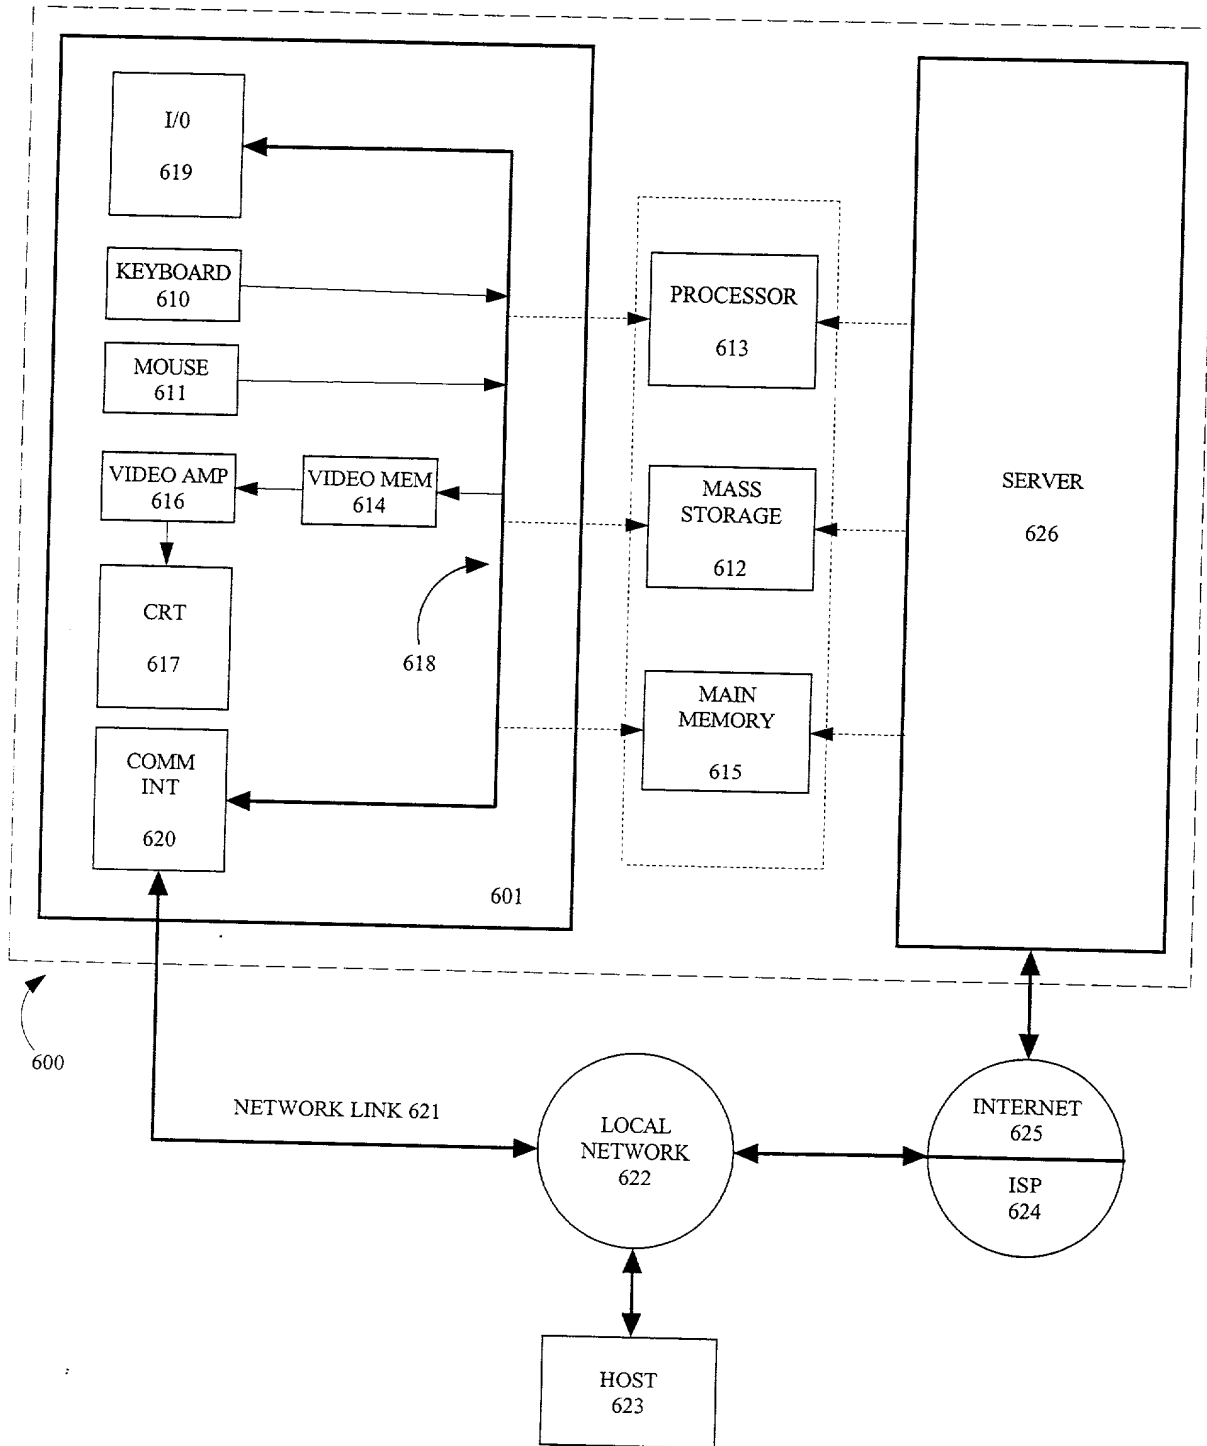 I/0
619
KEYBOARD
610
MOUSE
611
VIDEO AMP
616
VIDEO MEM
614
CRT
617
618
COMM
INT
620
601
PROCESSOR
613
MASS
STORAGE
612
MAIN
MEMORY
615
SERVER
626
600
NETWORK LINK 621
LOCAL
NETWORK
622
INTERNET
625
ISP
624
HOST
623